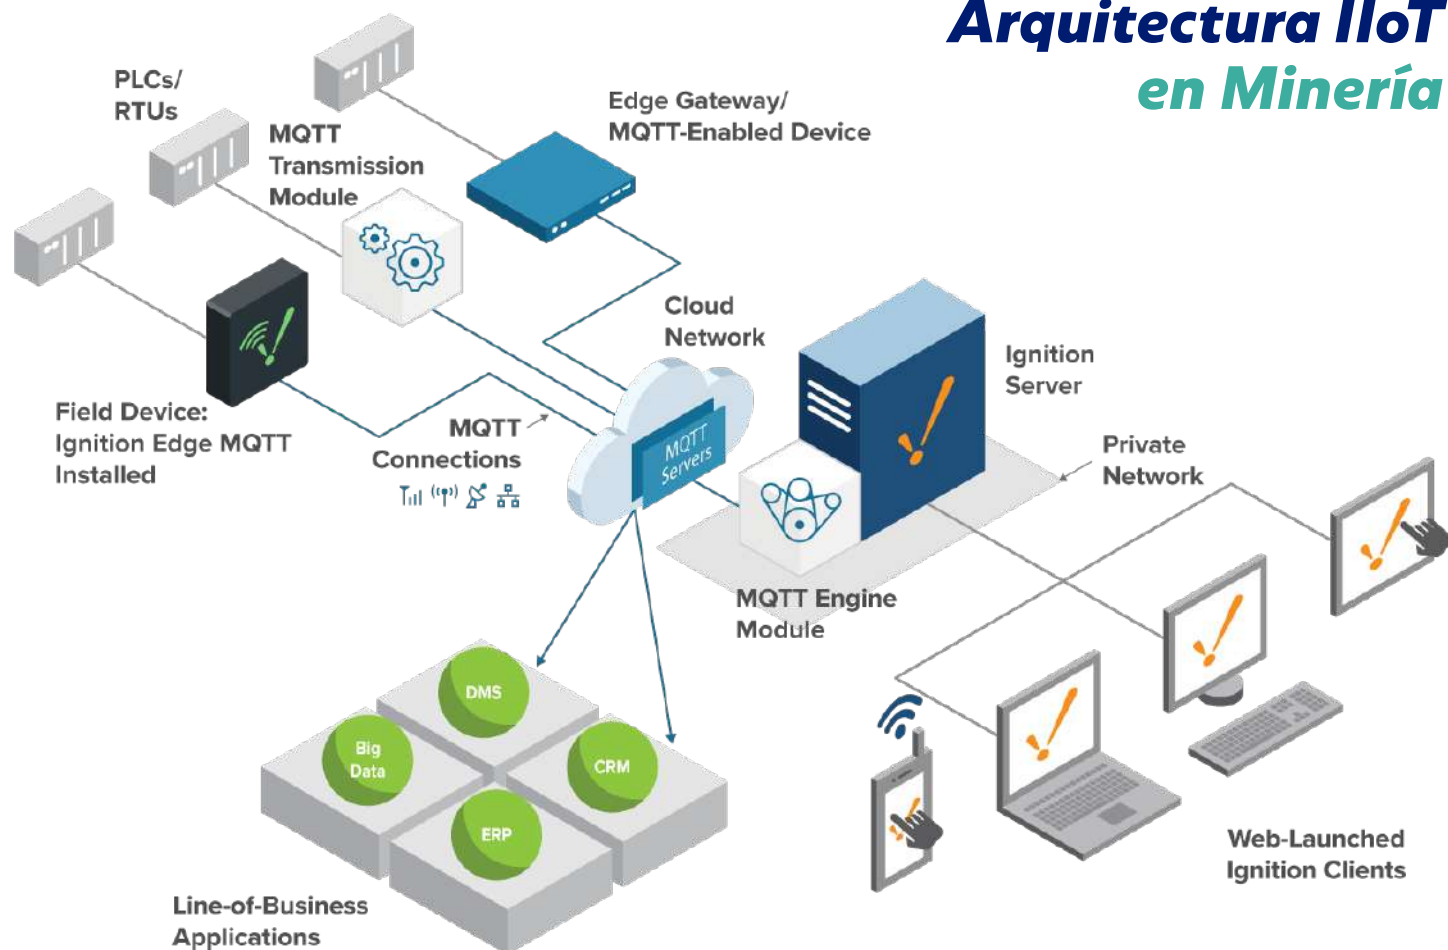 Arquitectura IIoT
en Minería
PLCs/
RTUs
MQTT
Transmission
Module
Edge Gateway/
MQTT-Enabled Device
Cloud
Network
Ignition
Server
Field Device:
Ignition Edge MQTT
Installed
MQTT
Connections
MQTT
Servers
Private
Network
MQTT Engine
Module
DMS
Big
Data
CRM
ERP
Web-Launched
Ignition Clients
Line-of-Business
Applications